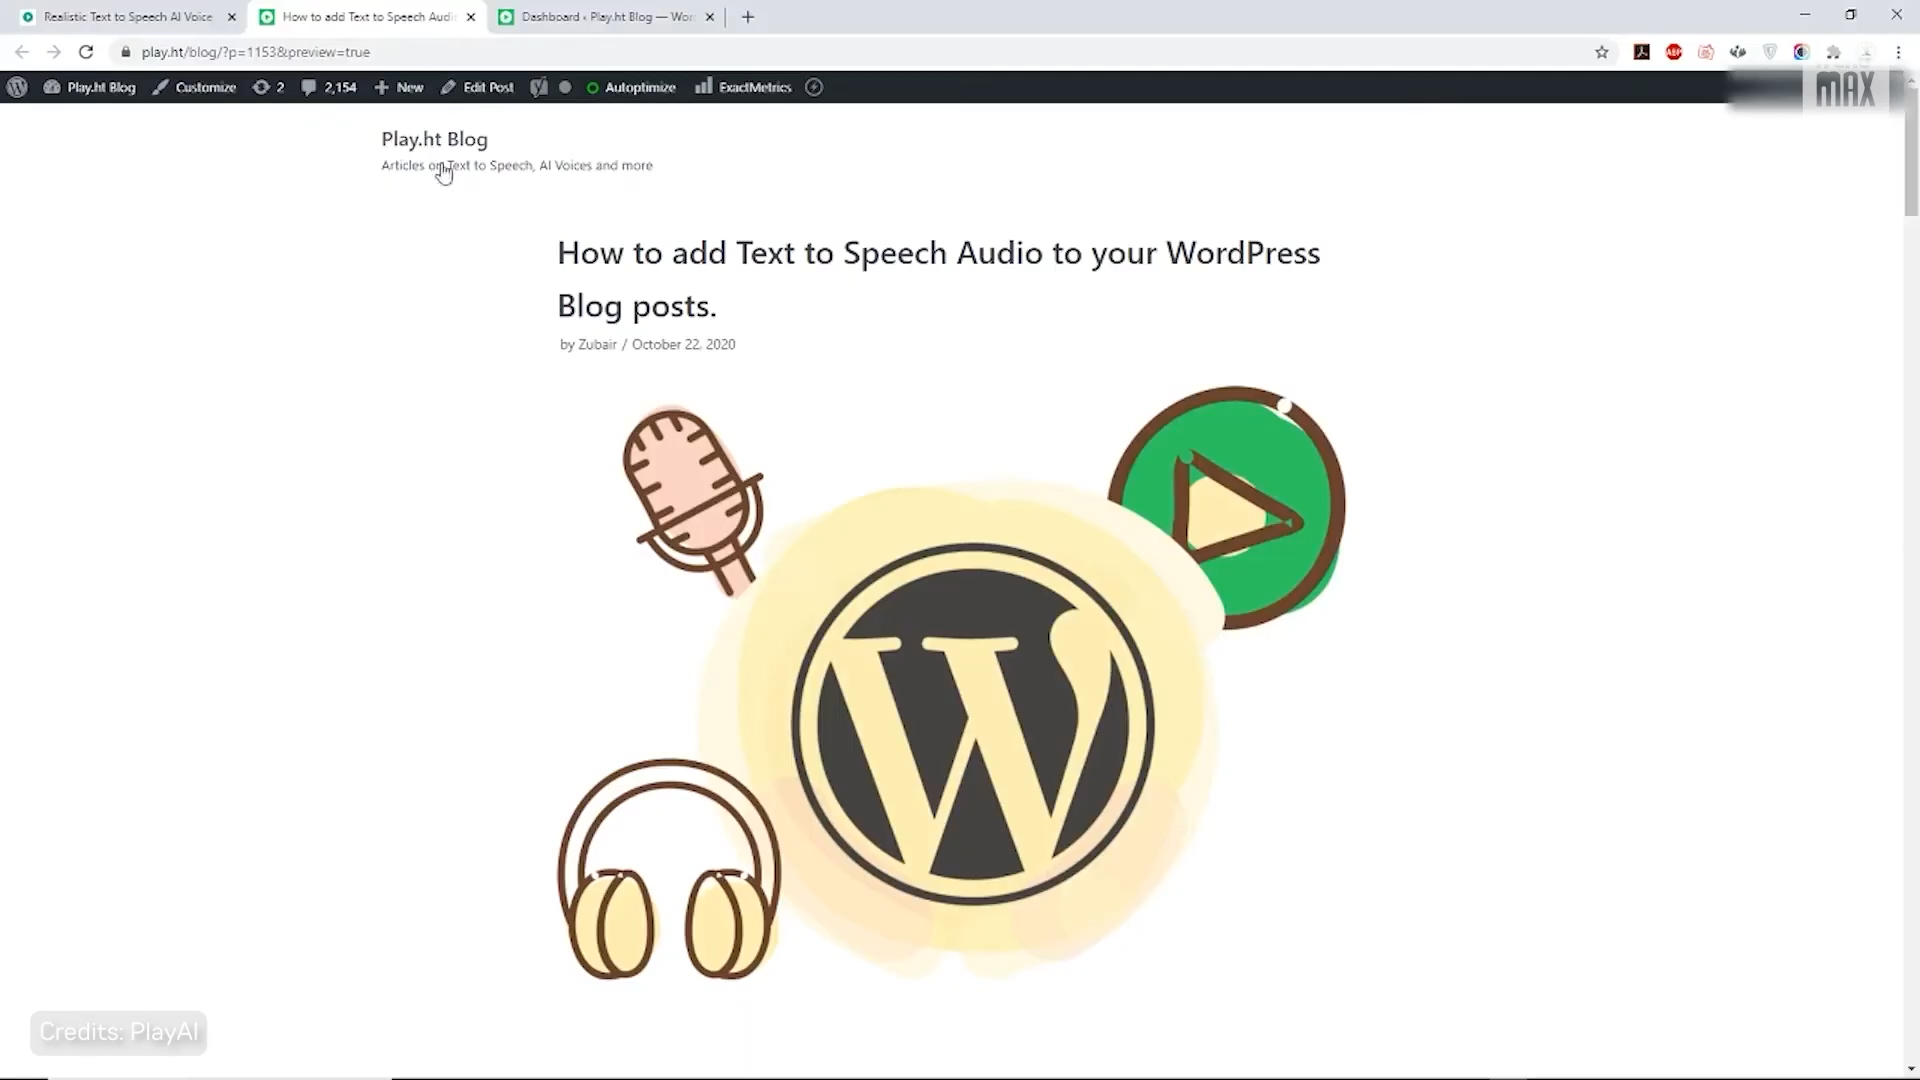 Realistic Text to Speech AI Voice
How to add Text to Speech Audi
Dashboard ‹ Play.ht Blog — Wor
play.ht/blog/?p=1153&preview=true
ABP
Play.ht Blog
Customize
2
2,154
New
Edit Post
Autoptimize
ExactMetrics
MAX
Play.ht Blog
Articles on Text to Speech, AI Voices and more
How to add Text to Speech Audio to your WordPress
Blog posts.
by Zubair / October 22, 2020
W
Credits: PlayAI